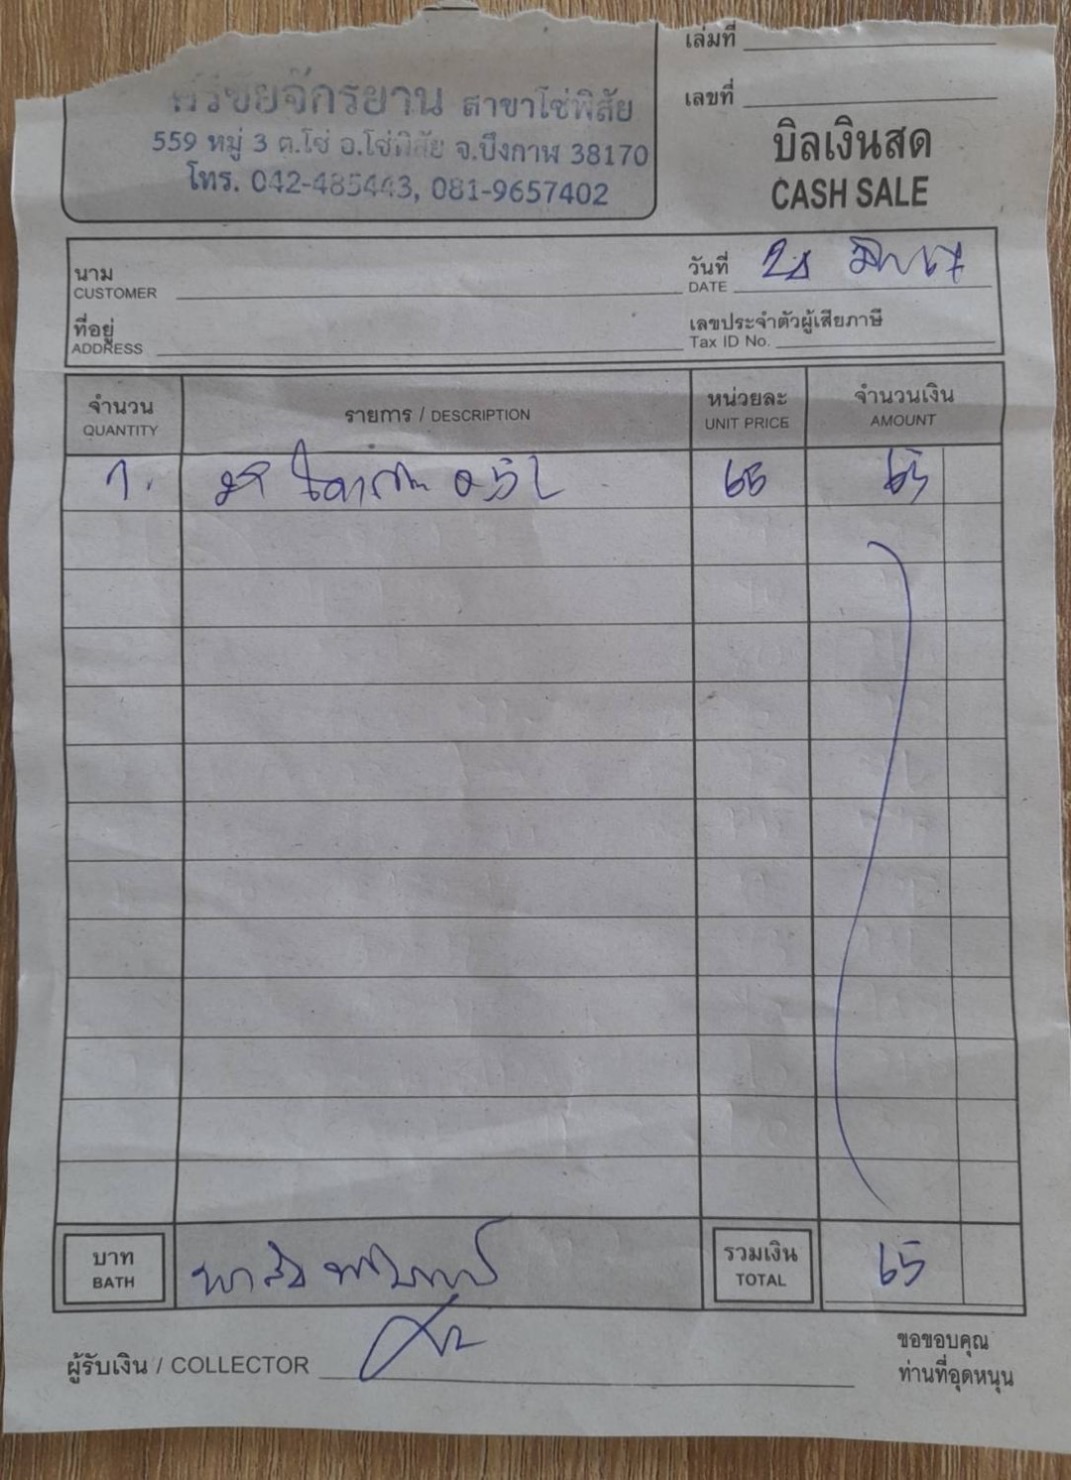 เล่มที่
เลขที่
ศรีชัยจักรยาน สาขาโซ่พิสัย
559 หมู่ 3 ต.โซ่ อ.โซ่พิสัย จ.บึงกาฬ 38170
โทร. 042-485443, 081-9657402
บิลเงินสด
CASH SALE
นาม
CUSTOMER
วันที่ 28 67
DATE
ที่อยู่
ADDRESS
เลขประจำตัวผู้เสียภาษี
Tax ID No.
จำนวน รายการ / DESCRIPTION หน่วยละ จำนวนเงิน
QUANTITY UNIT PRICE AMOUNT
1. 65 65
บาท รวมเงิน 65
BATH TOTAL
ผู้รับเงิน / COLLECTOR
ขอขอบคุณ
ท่านที่อุดหนุน